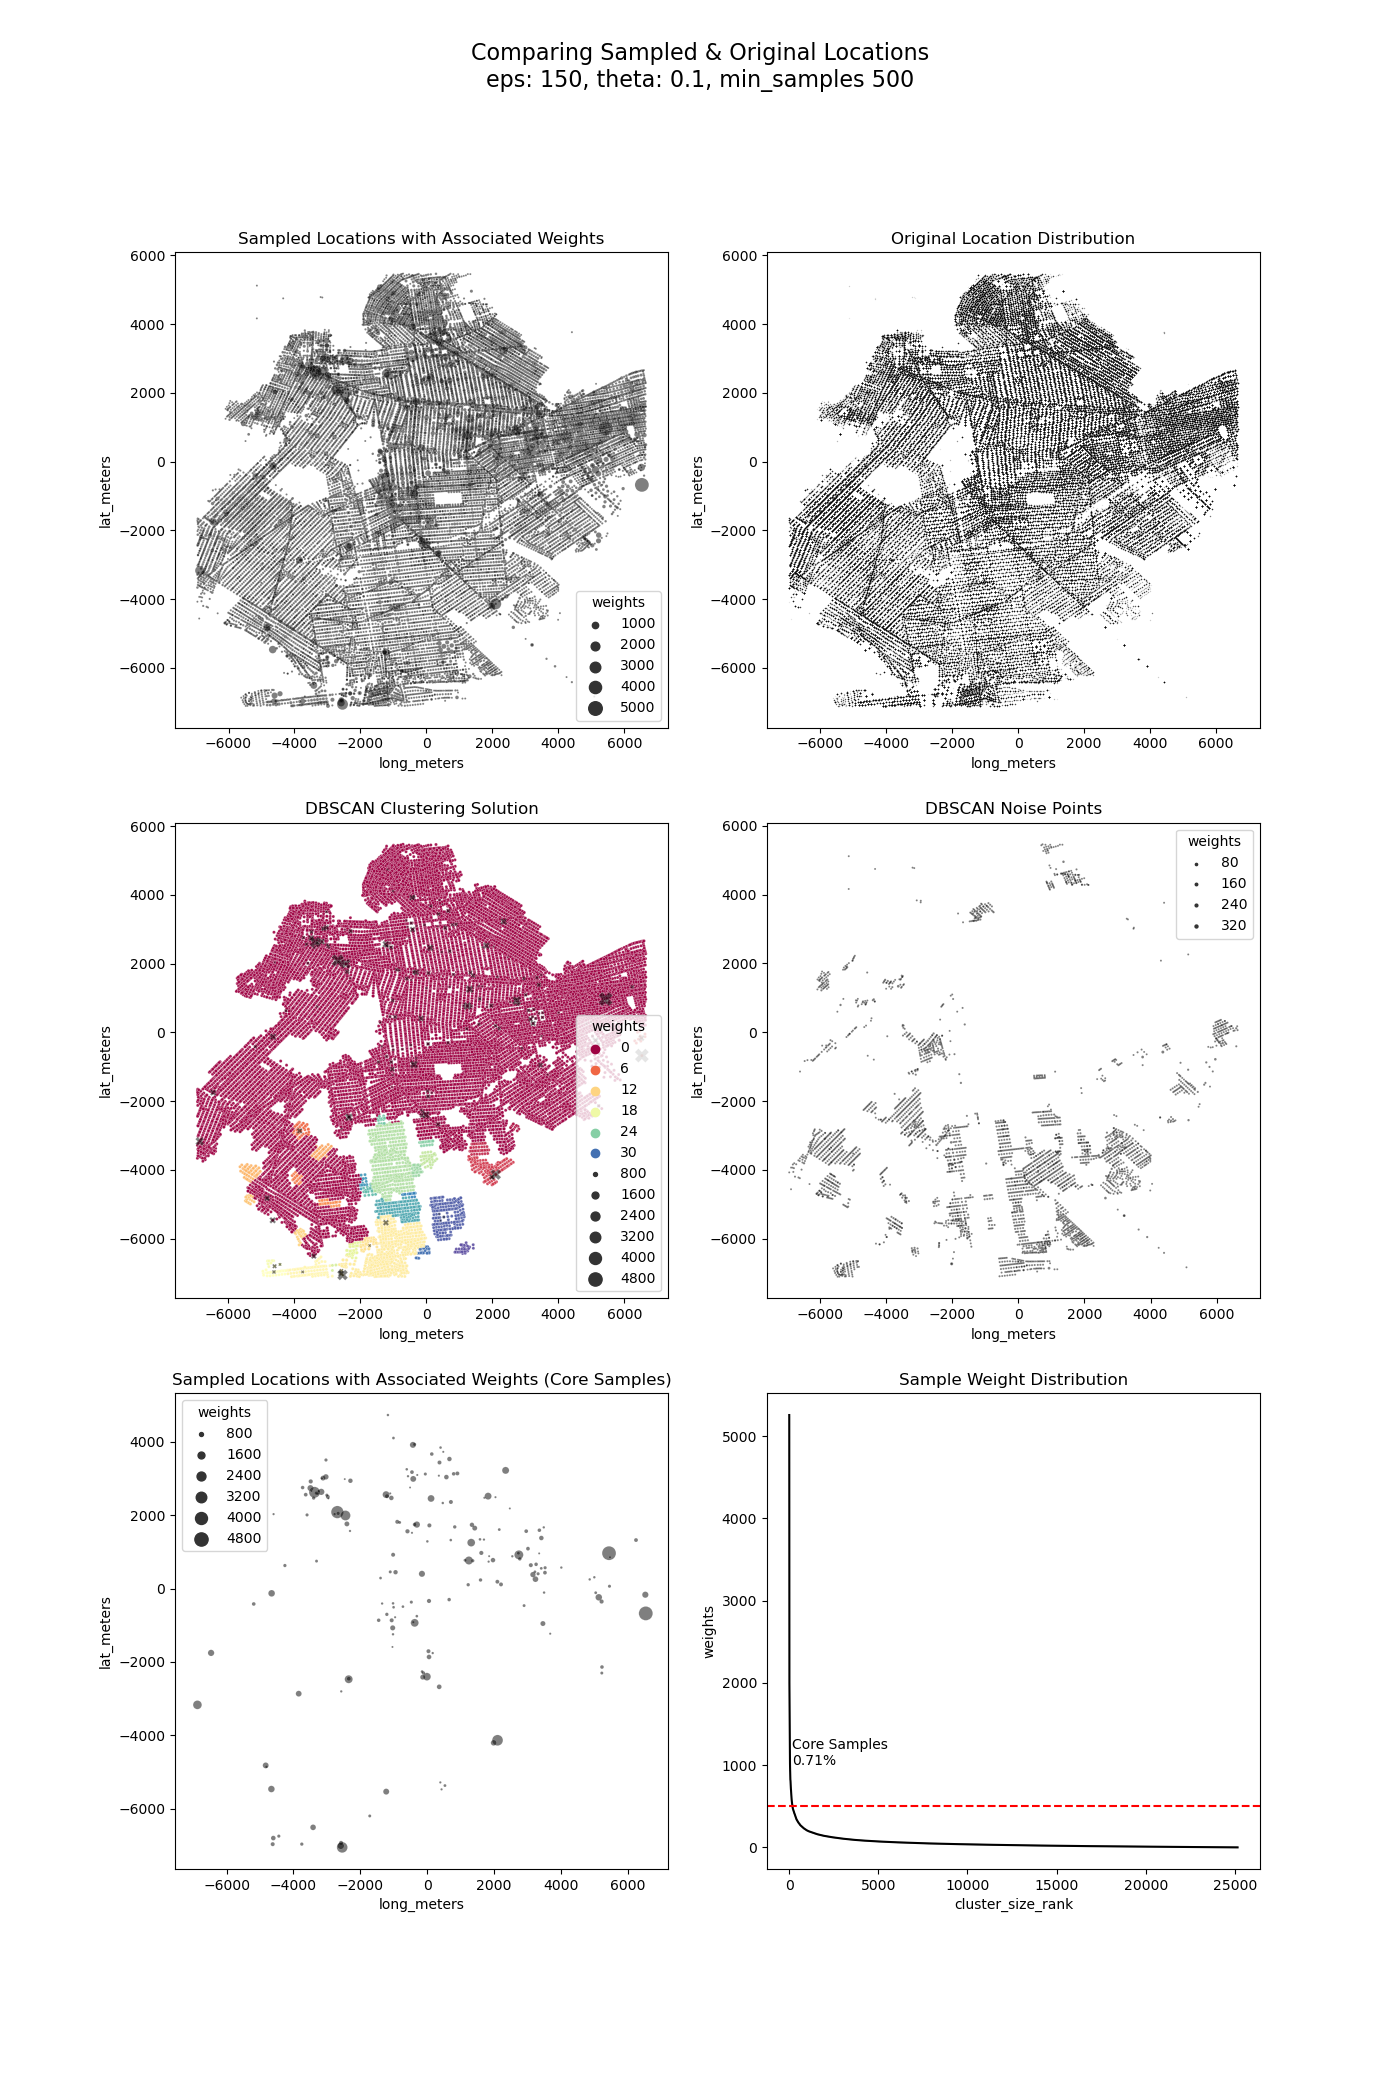 Comparing Sampled & Original Locations
eps: 150, theta: 0.1, min_samples 500
Sampled Locations with Associated Weights
6000
4000
2000
0
−2000
−4000
−6000
lat_meters
weights
1000
2000
3000
4000
5000
−6000 −4000 −2000 0 2000 4000 6000
long_meters
Original Location Distribution
6000
4000
2000
0
−2000
−4000
−6000
lat_meters
−6000 −4000 −2000 0 2000 4000 6000
long_meters
DBSCAN Clustering Solution
6000
4000
2000
0
−2000
−4000
−6000
lat_meters
weights
0
6
12
18
24
30
800
1600
2400
3200
4000
4800
−6000 −4000 −2000 0 2000 4000 6000
long_meters
DBSCAN Noise Points
6000
4000
2000
0
−2000
−4000
−6000
lat_meters
weights
80
160
240
320
−6000 −4000 −2000 0 2000 4000 6000
long_meters
Sampled Locations with Associated Weights (Core Samples)
4000
2000
0
−2000
−4000
−6000
lat_meters
weights
800
1600
2400
3200
4000
4800
−6000 −4000 −2000 0 2000 4000 6000
long_meters
Sample Weight Distribution
5000
4000
3000
2000
1000
0
weights
Core Samples
0.71%
0 5000 10000 15000 20000 25000
cluster_size_rank